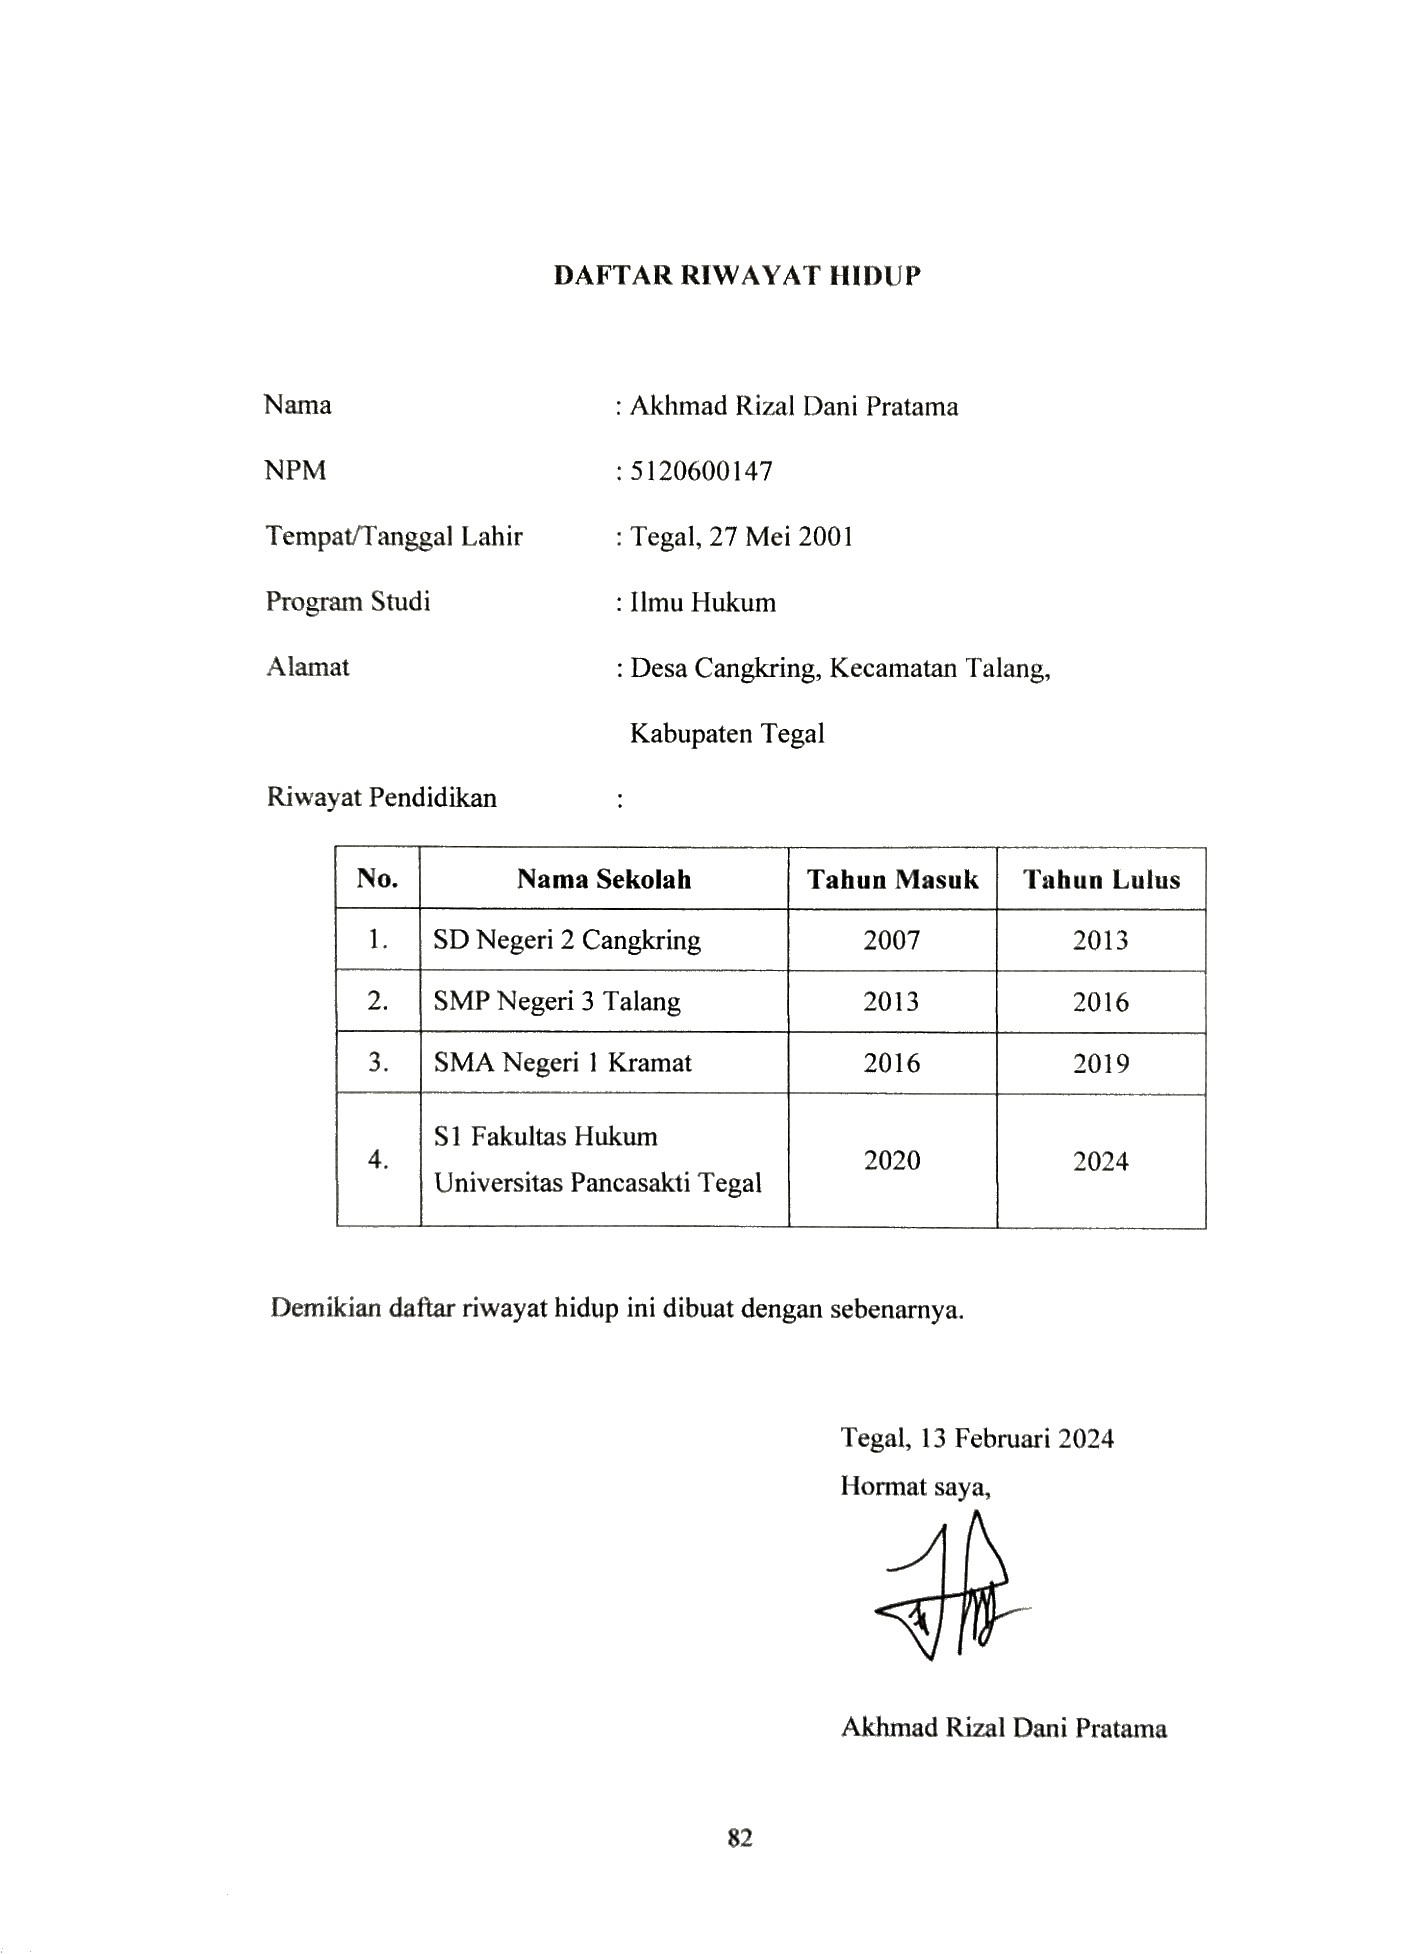 DAFTAR RIWAYAT HIDUP
Nama : Akhmad Rizal Dani Pratama
NPM : 5120600147
Tempat/Tanggal Lahir : Tegal, 27 Mei 2001
Program Studi : Ilmu Hukum
Alamat : Desa Cangkring, Kecamatan Talang,
Kabupaten Tegal
Riwayat Pendidikan :
No. Nama Sekolah Tahun Masuk Tahun Lulus
1. SD Negeri 2 Cangkring 2007 2013
2. SMP Negeri 3 Talang 2013 2016
3. SMA Negeri 1 Kramat 2016 2019
4. S1 Fakultas Hukum
Universitas Pancasakti Tegal 2020 2024
Demikian daftar riwayat hidup ini dibuat dengan sebenarnya.
Tegal, 13 Februari 2024
Hormat saya,
Akhmad Rizal Dani Pratama
82